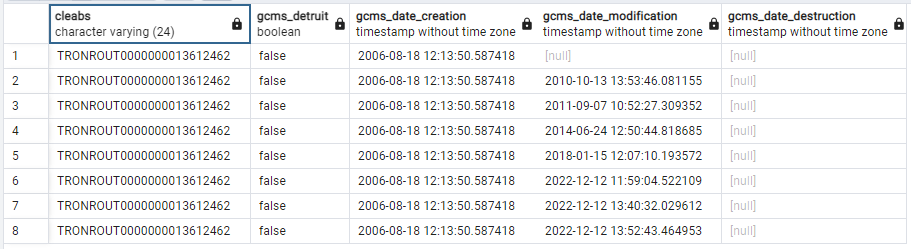 cleabs gcms_detruit gcms_date_creation gcms_date_modification gcms_date_destruction
character varying (24) boolean timestamp without time zone timestamp without time zone timestamp without time zone
1 TRONROUT0000000013612462 false 2006-08-18 12:13:50.587418 [null] [null]
2 TRONROUT0000000013612462 false 2006-08-18 12:13:50.587418 2010-10-13 13:53:46.081155 [null]
3 TRONROUT0000000013612462 false 2006-08-18 12:13:50.587418 2011-09-07 10:52:27.309352 [null]
4 TRONROUT0000000013612462 false 2006-08-18 12:13:50.587418 2014-06-24 12:50:44.818685 [null]
5 TRONROUT0000000013612462 false 2006-08-18 12:13:50.587418 2018-01-15 12:07:10.193572 [null]
6 TRONROUT0000000013612462 false 2006-08-18 12:13:50.587418 2022-12-12 11:59:04.522109 [null]
7 TRONROUT0000000013612462 false 2006-08-18 12:13:50.587418 2022-12-12 13:40:32.029612 [null]
8 TRONROUT0000000013612462 false 2006-08-18 12:13:50.587418 2022-12-12 13:52:43.464953 [null]